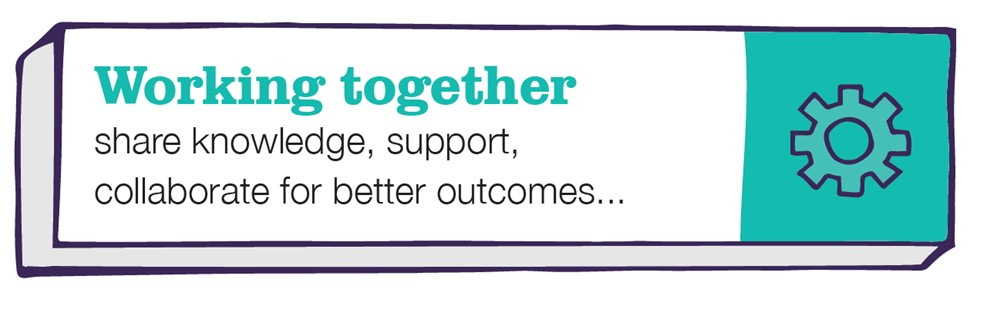 Working together
share knowledge, support,
collaborate for better outcomes...